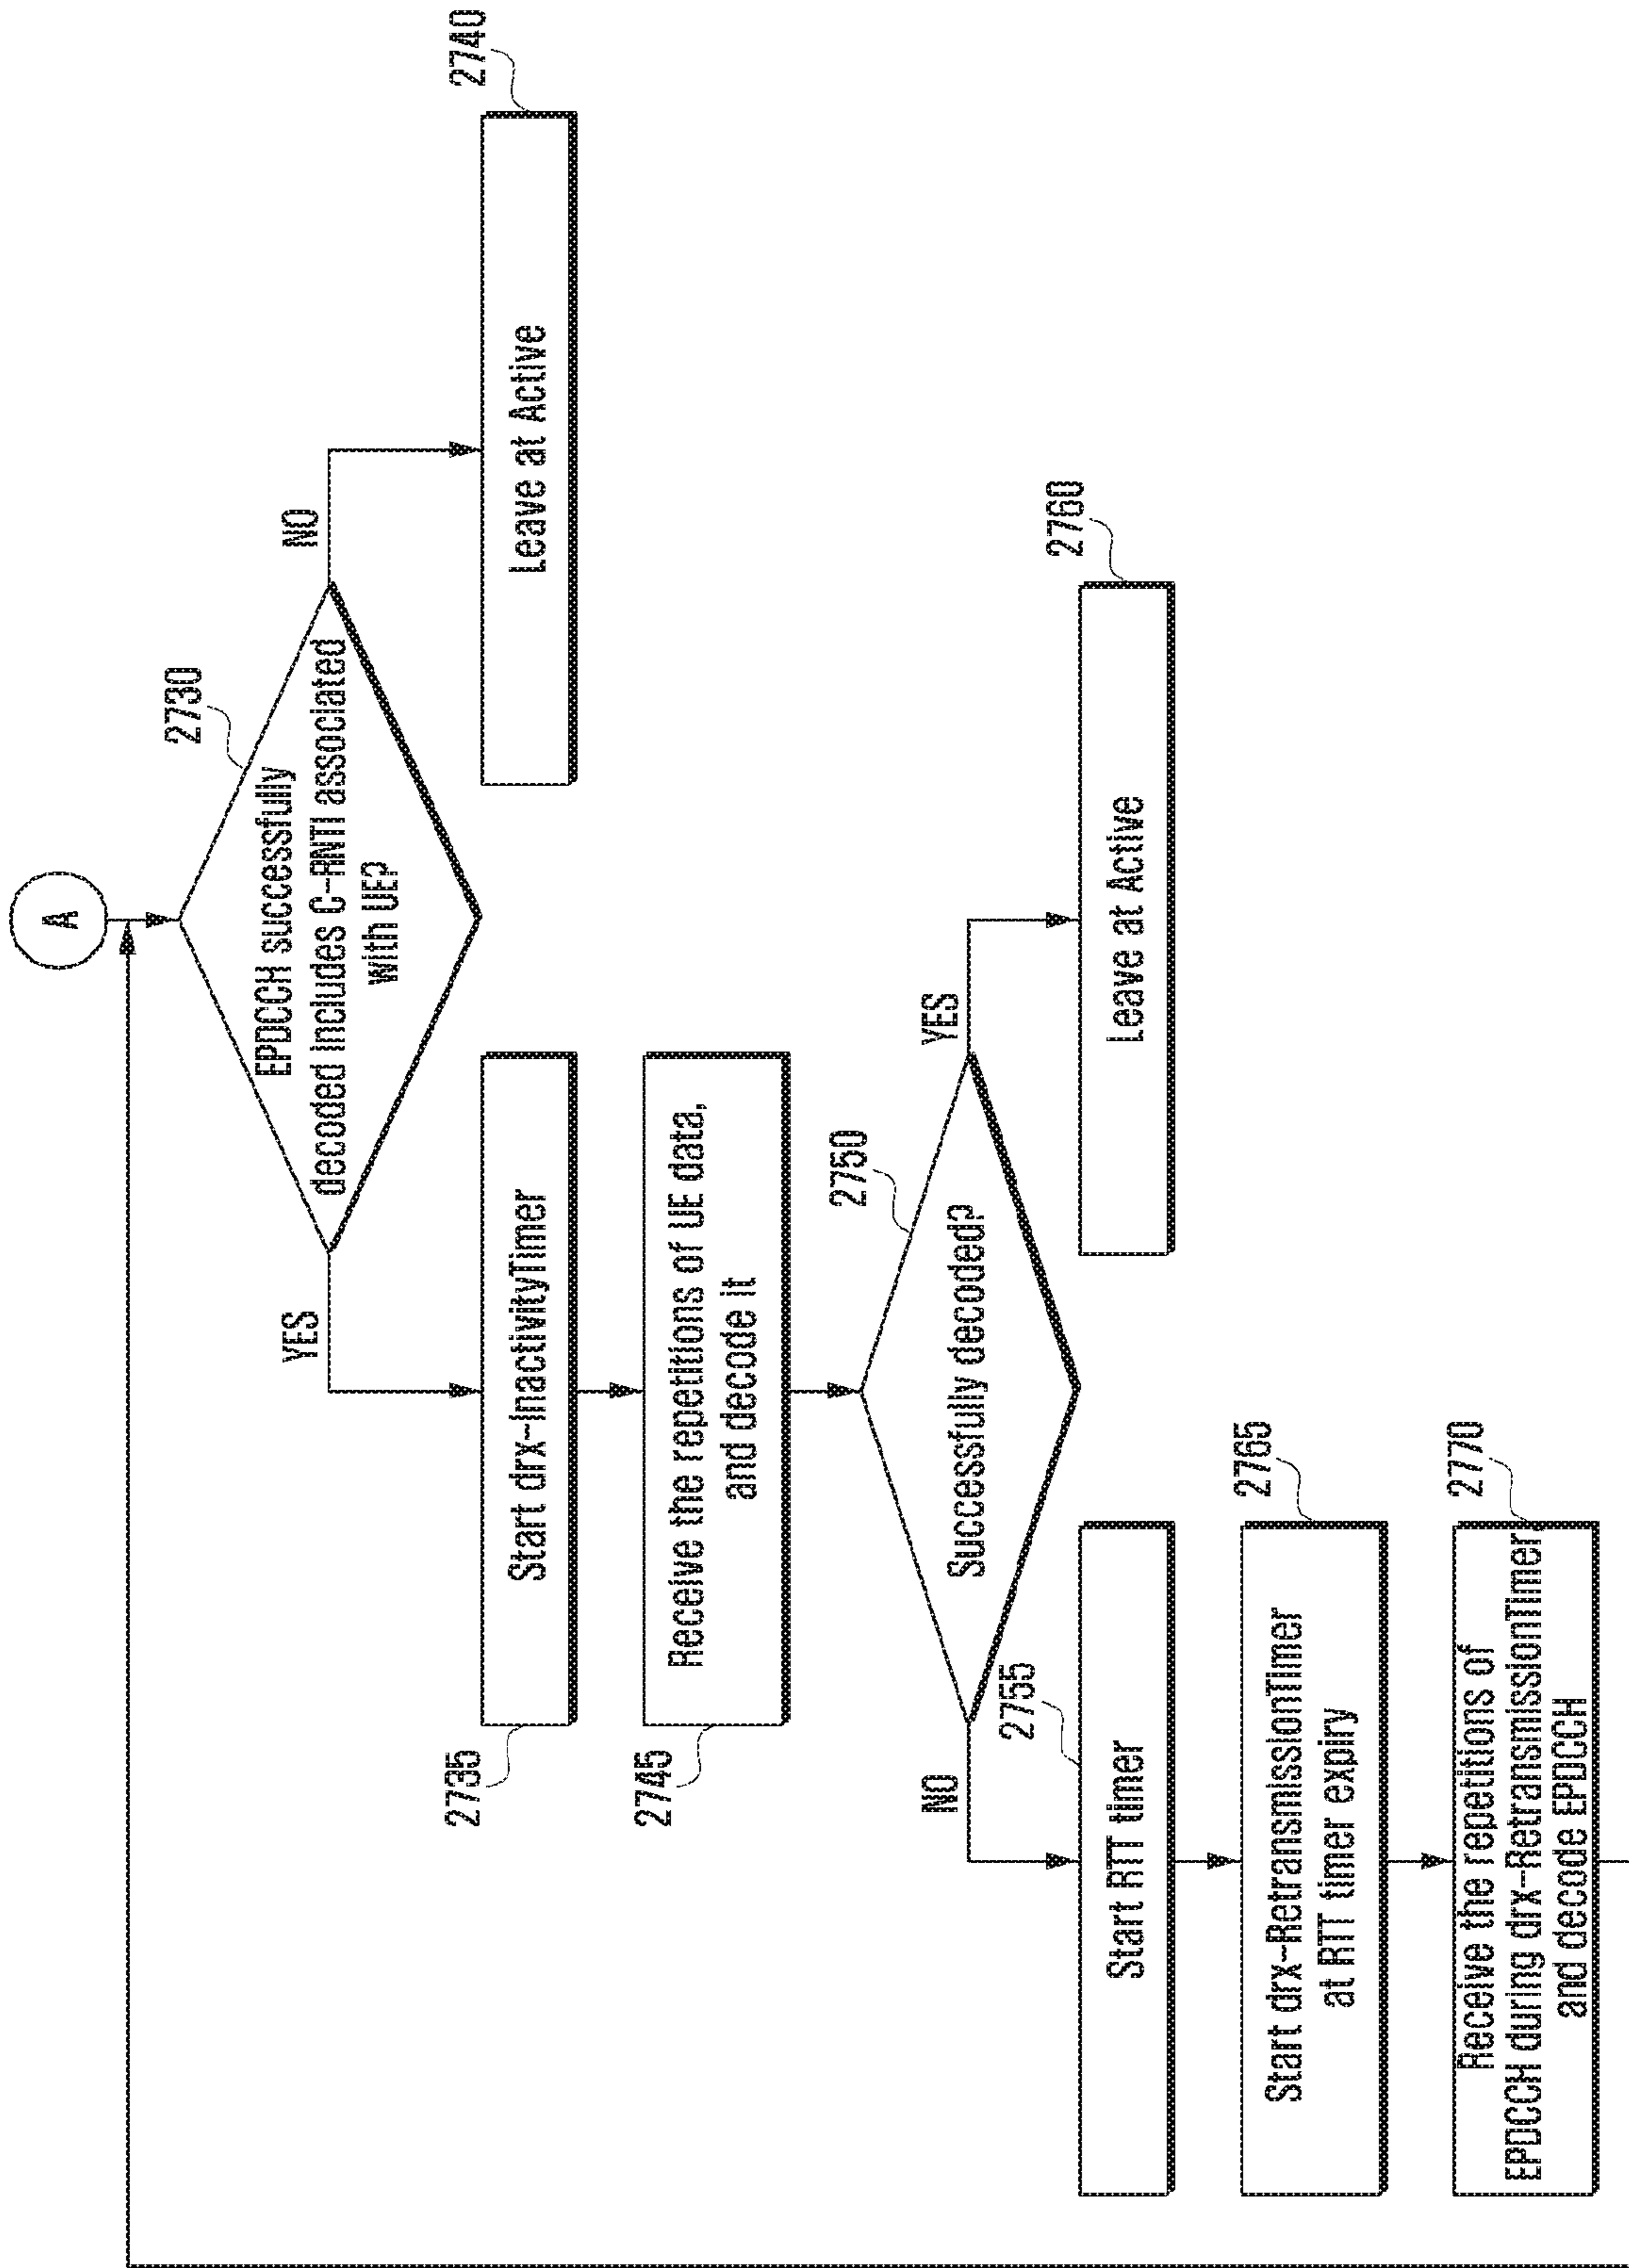 A
2730
EPDCCH successfully
decoded includes C-RNTI associated
with UE?
YES
NO
2735
Start drx-InactivityTimer
2740
Leave at Active
2745
Receive the repetitions of UE data,
and decode it
2750
Successfully decoded?
NO
YES
2755
Start RTT timer
2760
Leave at Active
2765
Start drx-RetransmissionTimer
at RTT timer expiry
2770
Receive the repetitions of
EPDCCH during drx-RetransmissionTimer
and decode EPDCCH